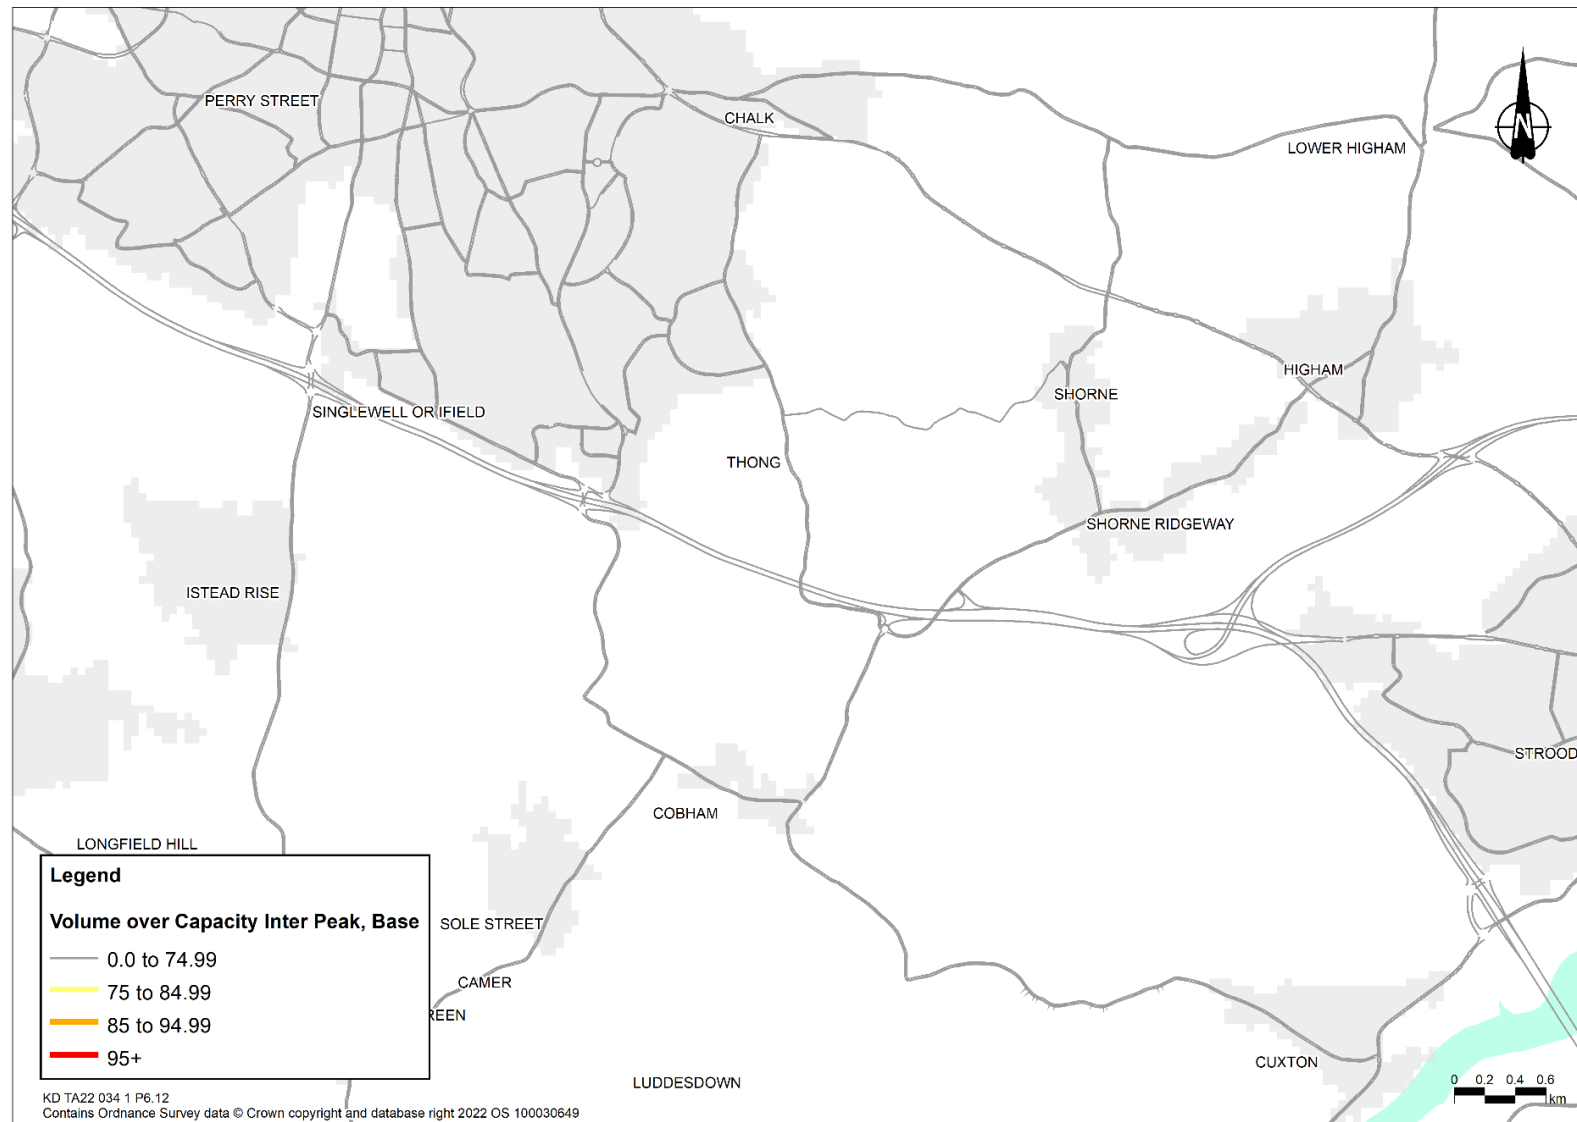 PERRY STREET
CHALK
N
LOWER HIGHAM
HIGHAM
SHORNE
SINGLEWELL OR IFIELD
THONG
SHORNE RIDGEWAY
ISTEAD RISE
STROOD
COBHAM
LONGFIELD HILL
Legend
Volume over Capacity Inter Peak, Base
0.0 to 74.99
75 to 84.99
85 to 94.99
95+
SOLE STREET
CAMER
REEN
CUXTON
LUDDESDOWN
0 0.2 0.4 0.6
km
KD TA22 034 1 P6.12
Contains Ordnance Survey data © Crown copyright and database right 2022 OS 100030649